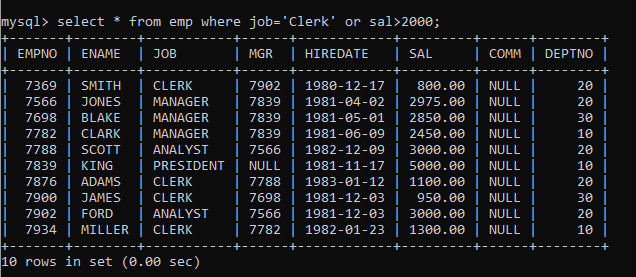 mysql> select * from emp where job='Clerk' or sal>2000;
+-------+--------+-----------+------+------------+---------+------+--------+
| EMPNO | ENAME  | JOB       | MGR  | HIREDATE   | SAL     | COMM | DEPTNO |
+-------+--------+-----------+------+------------+---------+------+--------+
|  7369 | SMITH  | CLERK     | 7902 | 1980-12-17 |  800.00 | NULL |     20 |
|  7566 | JONES  | MANAGER   | 7839 | 1981-04-02 | 2975.00 | NULL |     20 |
|  7698 | BLAKE  | MANAGER   | 7839 | 1981-05-01 | 2850.00 | NULL |     30 |
|  7782 | CLARK  | MANAGER   | 7839 | 1981-06-09 | 2450.00 | NULL |     10 |
|  7788 | SCOTT  | ANALYST   | 7566 | 1982-12-09 | 3000.00 | NULL |     20 |
|  7839 | KING   | PRESIDENT | NULL | 1981-11-17 | 5000.00 | NULL |     10 |
|  7876 | ADAMS  | CLERK     | 7788 | 1983-01-12 | 1100.00 | NULL |     20 |
|  7900 | JAMES  | CLERK     | 7698 | 1981-12-03 |  950.00 | NULL |     30 |
|  7902 | FORD   | ANALYST   | 7566 | 1981-12-03 | 3000.00 | NULL |     20 |
|  7934 | MILLER | CLERK     | 7782 | 1982-01-23 | 1300.00 | NULL |     10 |
+-------+--------+-----------+------+------------+---------+------+--------+
10 rows in set (0.00 sec)